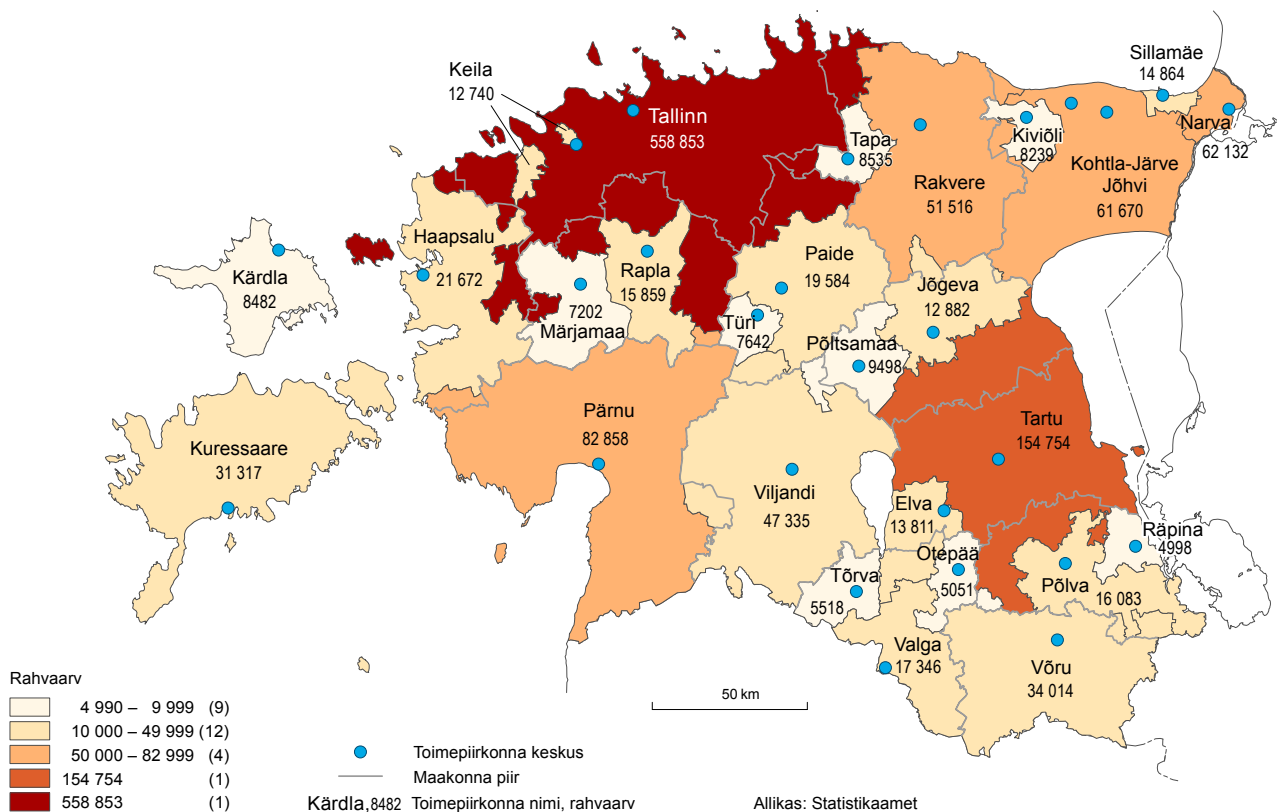 Sillamäe
14 864
Keila
12 740
Tallinn
558 853
Narva
62 132
Tapa
8535
Kiviõli
8239
Kohtla-Järve
Jõhvi
61 670
Rakvere
51 516
Haapsalu
21 672
Kärdla
8482
Rapla
15 859
Paide
19 584
Jõgeva
12 882
7202
Märjamaa
Türi
7642
Põltsamaa
9498
Pärnu
82 858
Tartu
154 754
Kuressaare
31 317
Viljandi
47 335
Elva
13 811
Räpina
4998
Otepää
5051
Tõrva
5518
Põlva
16 083
Valga
17 346
Võru
34 014
50 km
Rahvaarv
4 990 – 9 999 (9)
10 000 – 49 999 (12)
50 000 – 82 999 (4)
154 754 (1)
558 853 (1)
Toimepiirkonna keskus
Maakonna piir
Kärdla, 8482 Toimepiirkonna nimi, rahvaarv
Allikas: Statistikaamet